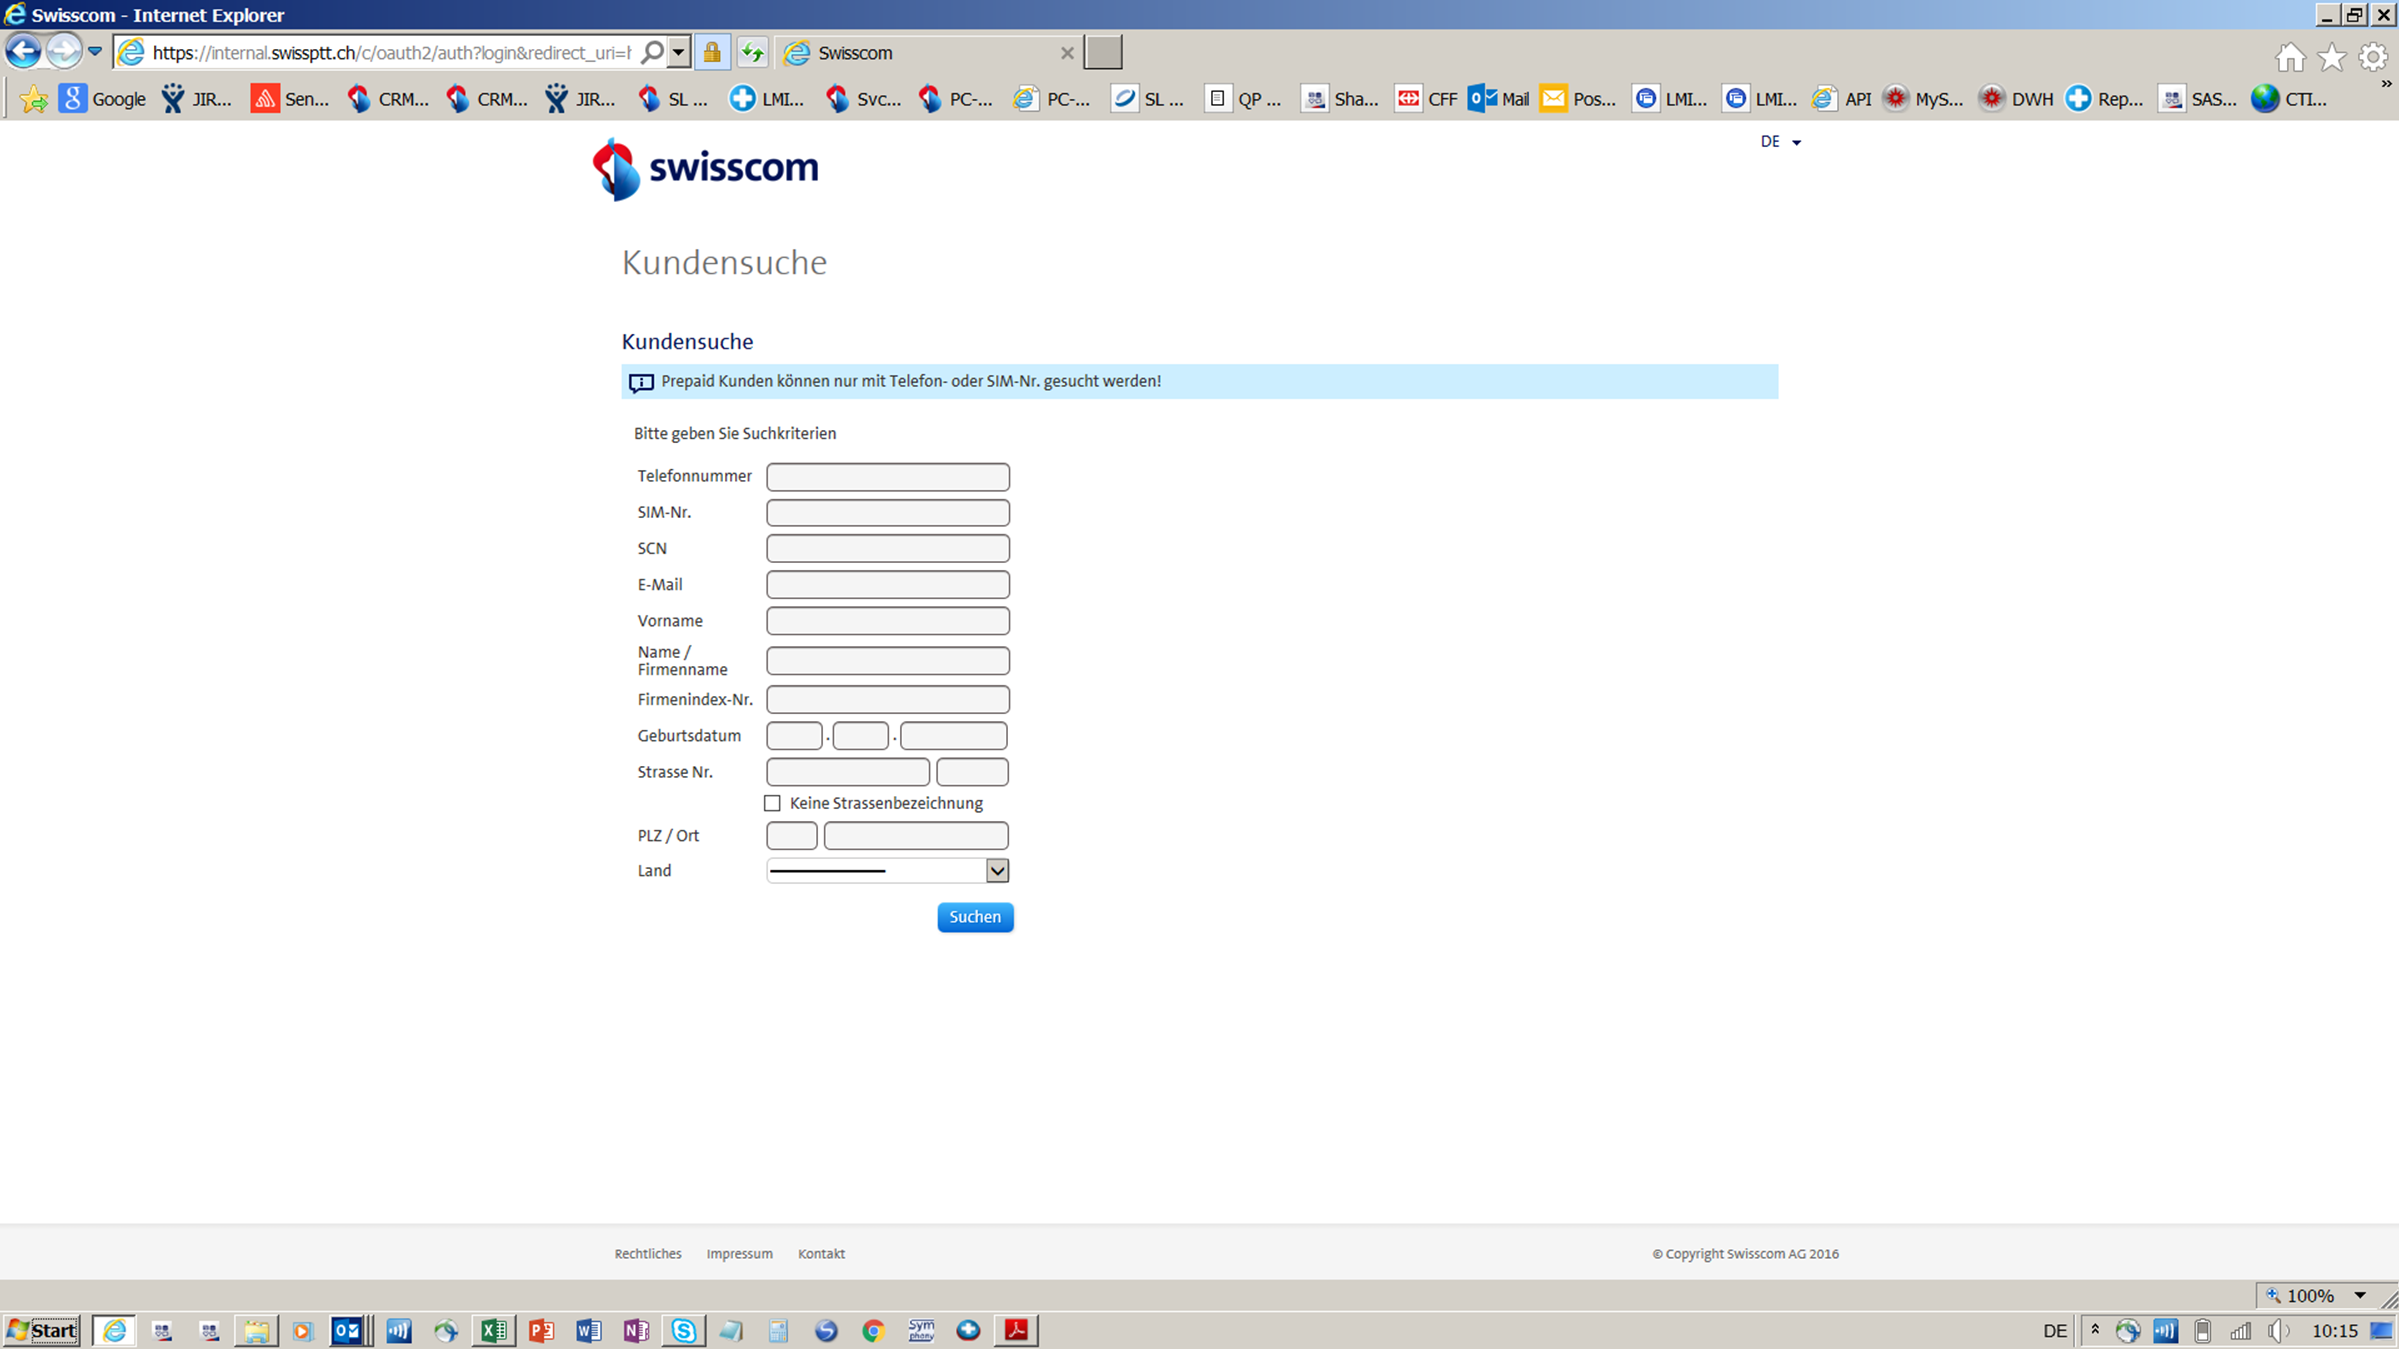 Swisscom - Internet Explorer
https://internal.swissptt.ch/c/oauth2/auth?login&redirect_uri=h
Swisscom
Google JIR... Sen... CRM... CRM... JIR... SL ... LMI... Svc... PC-... PC-... SL ... QP ... Sha... CFF Mail Pos... LMI... LMI... API MyS... DWH Rep... SAS... CTI... »
DE
swisscom
Kundensuche
Kundensuche
Prepaid Kunden können nur mit Telefon- oder SIM-Nr. gesucht werden!
Bitte geben Sie Suchkriterien
Telefonnummer
SIM-Nr.
SCN
E-Mail
Vorname
Name /
Firmenname
Firmenindex-Nr.
Geburtsdatum . .
Strasse Nr.
Keine Strassenbezeichnung
PLZ / Ort
Land
Suchen
Rechtliches Impressum Kontakt © Copyright Swisscom AG 2016
100%
Start Sym phony DE 10:15